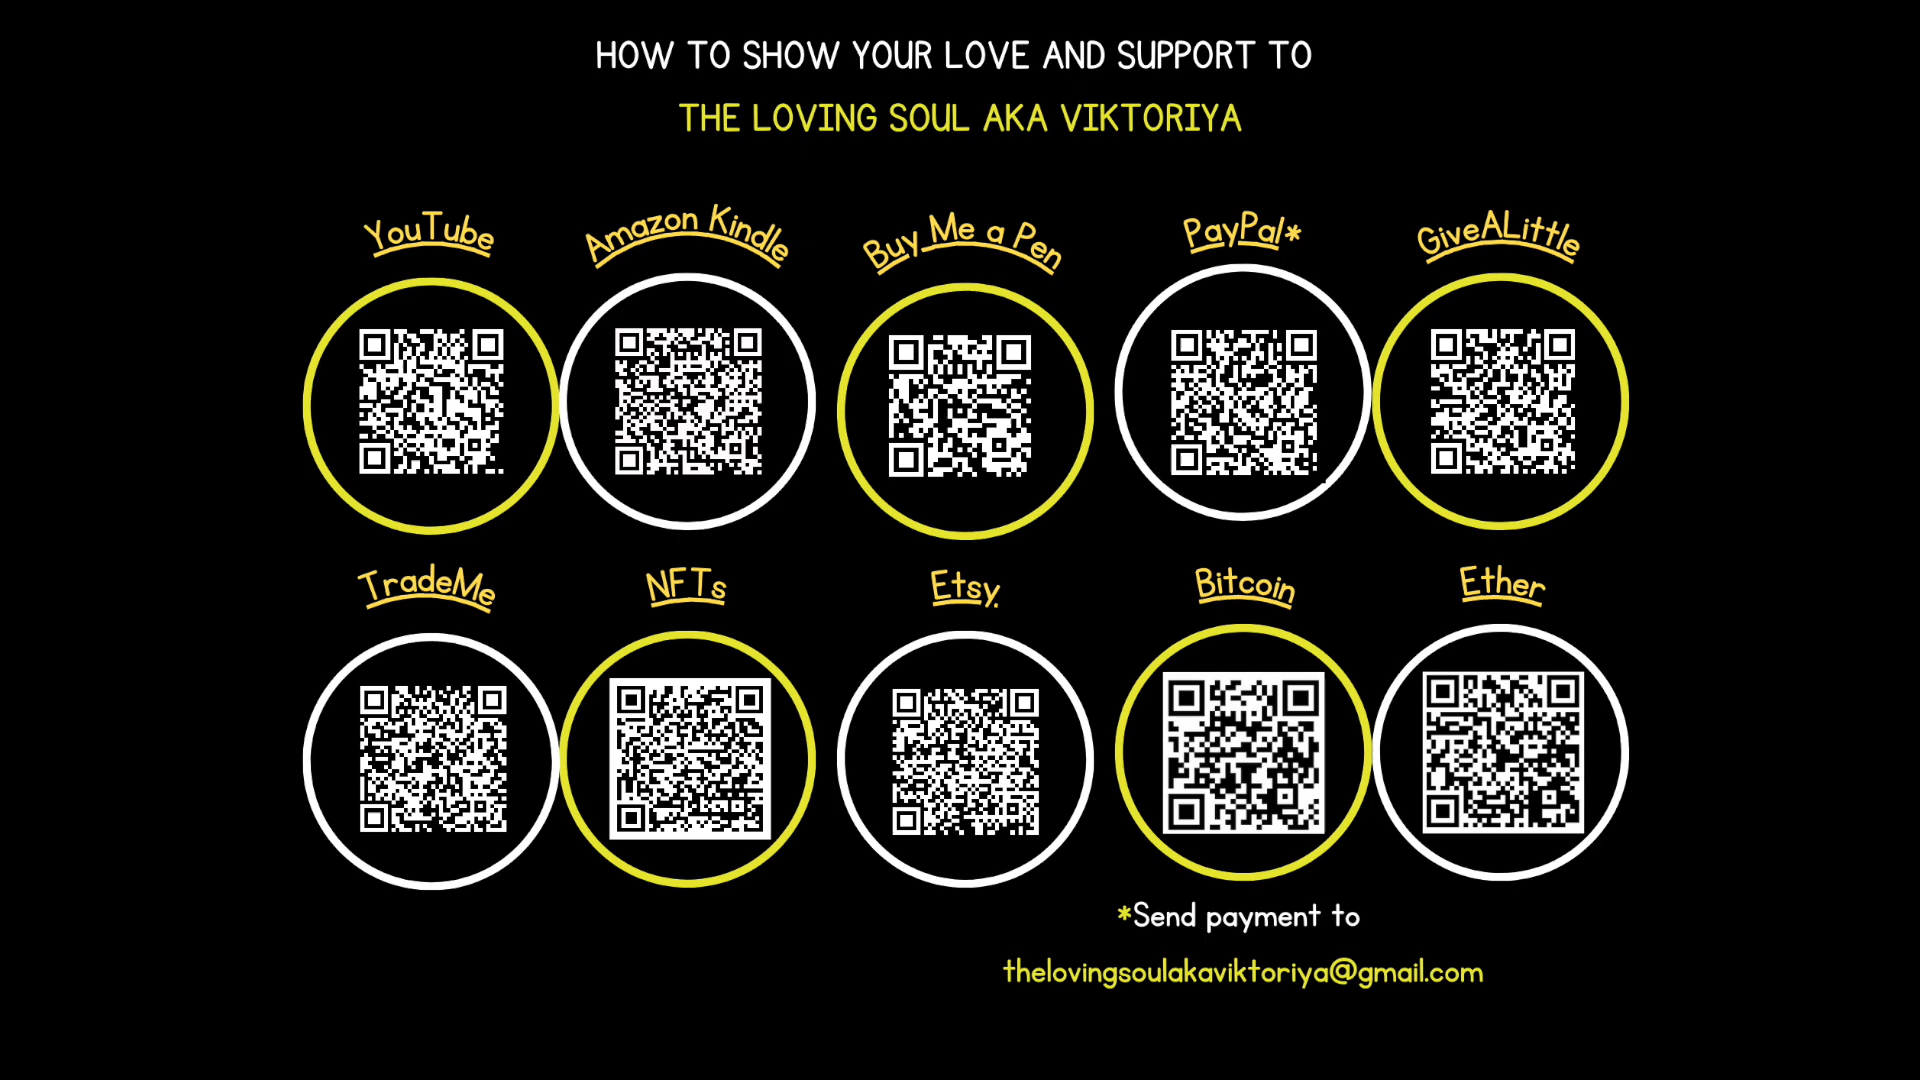 HOW TO SHOW YOUR LOVE AND SUPPORT TO
THE LOVING SOUL AKA VIKTORIYA
YouTube
Amazon Kindle
Buy Me a Pen
PayPal*
GiveALittle
TradeMe
NFTs
Etsy.
Bitcoin
Ether
*Send payment to
thelovingsoulakaviktoriya@gmail.com